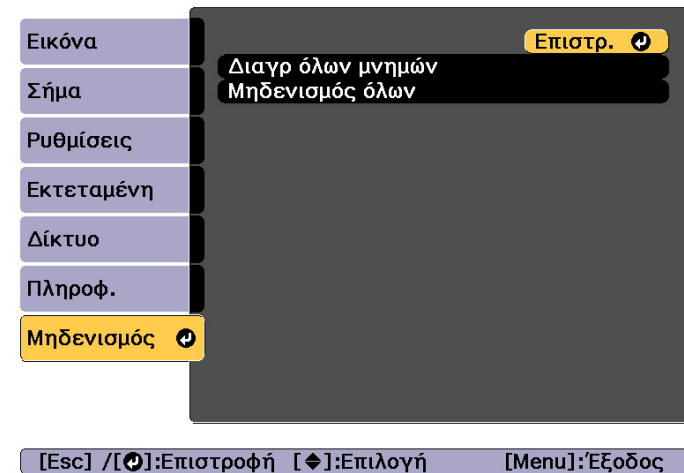 Εικόνα
Σήμα
Ρυθμίσεις
Εκτεταμένη
Δίκτυο
Πληροφ.
Μηδενισμός
Επιστρ.
Διαγρ όλων μνημών
Μηδενισμός όλων
[Esc] /[⏎]:Επιστροφή [◆]:Επιλογή [Menu]:Έξοδος